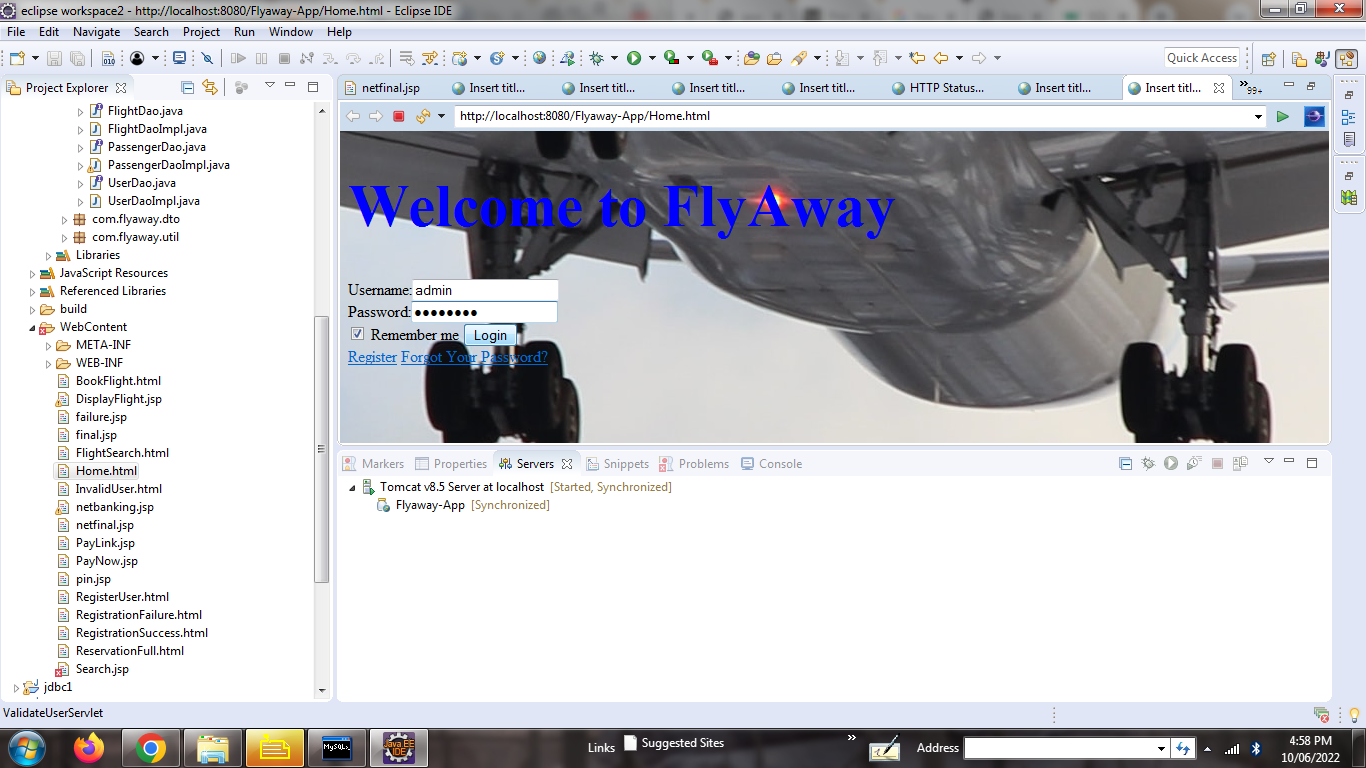 eclipse workspace2 - http://localhost:8080/Flyaway-App/Home.html - Eclipse IDE
File Edit Navigate Search Project Run Window Help
Quick Access
Project Explorer
netfinal.jsp Insert titl... Insert titl... Insert titl... Insert titl... HTTP Status... Insert titl... Insert titl... 99+
http://localhost:8080/Flyaway-App/Home.html
FlightDao.java
FlightDaoImpl.java
PassengerDao.java
PassengerDaoImpl.java
UserDao.java
UserDaoImpl.java
com.flyaway.dto
com.flyaway.util
Libraries
JavaScript Resources
Referenced Libraries
build
WebContent
META-INF
WEB-INF
BookFlight.html
DisplayFlight.jsp
failure.jsp
final.jsp
FlightSearch.html
Home.html
InvalidUser.html
netbanking.jsp
netfinal.jsp
PayLink.jsp
PayNow.jsp
pin.jsp
RegisterUser.html
RegistrationFailure.html
RegistrationSuccess.html
ReservationFull.html
Search.jsp
jdbc1
Welcome to FlyAway
Username: admin
Password: ●●●●●●●●
Remember me Login
Register Forgot Your Password?
Markers Properties Servers Snippets Problems Console
Tomcat v8.5 Server at localhost [Started, Synchronized]
Flyaway-App [Synchronized]
ValidateUserServlet
MySQL
Java EE
IDE
Links Suggested Sites
Address
4:58 PM
10/06/2022